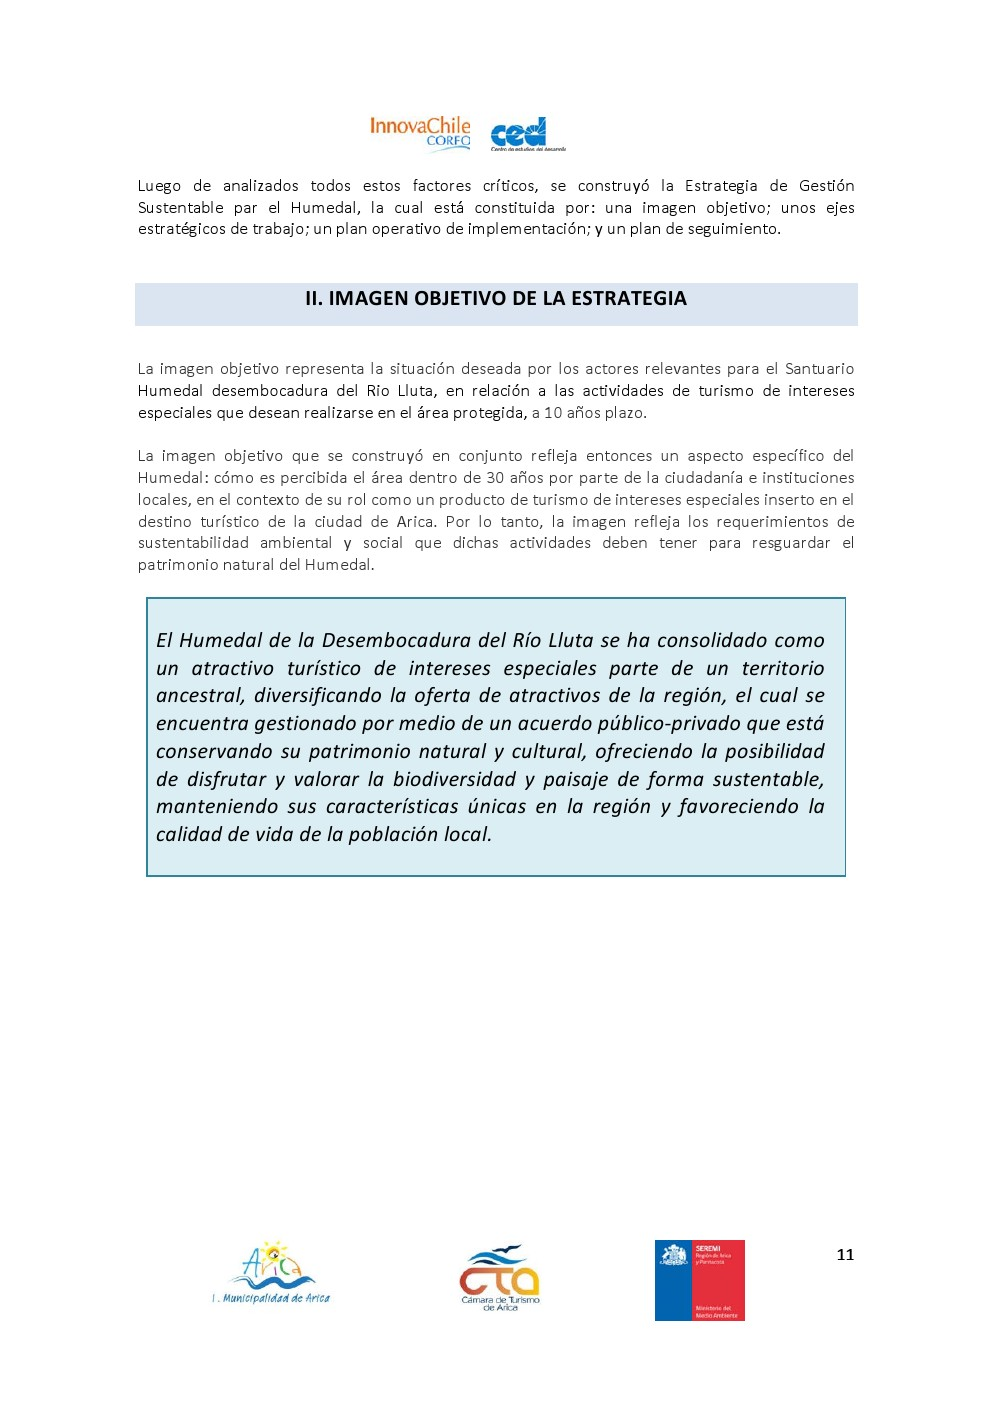 InnovaChile
CORFO
ced
Centro de estudios del desarrollo
Luego de analizados todos estos factores críticos, se construyó la Estrategia de Gestión
Sustentable par el Humedal, la cual está constituida por: una imagen objetivo; unos ejes
estratégicos de trabajo; un plan operativo de implementación; y un plan de seguimiento.
II. IMAGEN OBJETIVO DE LA ESTRATEGIA
La imagen objetivo representa la situación deseada por los actores relevantes para el Santuario
Humedal desembocadura del Rio Lluta, en relación a las actividades de turismo de intereses
especiales que desean realizarse en el área protegida, a 10 años plazo.
La imagen objetivo que se construyó en conjunto refleja entonces un aspecto específico del
Humedal: cómo es percibida el área dentro de 30 años por parte de la ciudadanía e instituciones
locales, en el contexto de su rol como un producto de turismo de intereses especiales inserto en el
destino turístico de la ciudad de Arica. Por lo tanto, la imagen refleja los requerimientos de
sustentabilidad ambiental y social que dichas actividades deben tener para resguardar el
patrimonio natural del Humedal.
El Humedal de la Desembocadura del Río Lluta se ha consolidado como
un atractivo turístico de intereses especiales parte de un territorio
ancestral, diversificando la oferta de atractivos de la región, el cual se
encuentra gestionado por medio de un acuerdo público-privado que está
conservando su patrimonio natural y cultural, ofreciendo la posibilidad
de disfrutar y valorar la biodiversidad y paisaje de forma sustentable,
manteniendo sus características únicas en la región y favoreciendo la
calidad de vida de la población local.
Arica
I. Municipalidad de Arica
CTA
Cámara de Turismo
de Arica
SEREMI
Región de Arica
y Parinacota
Ministerio del
Medio Ambiente
11